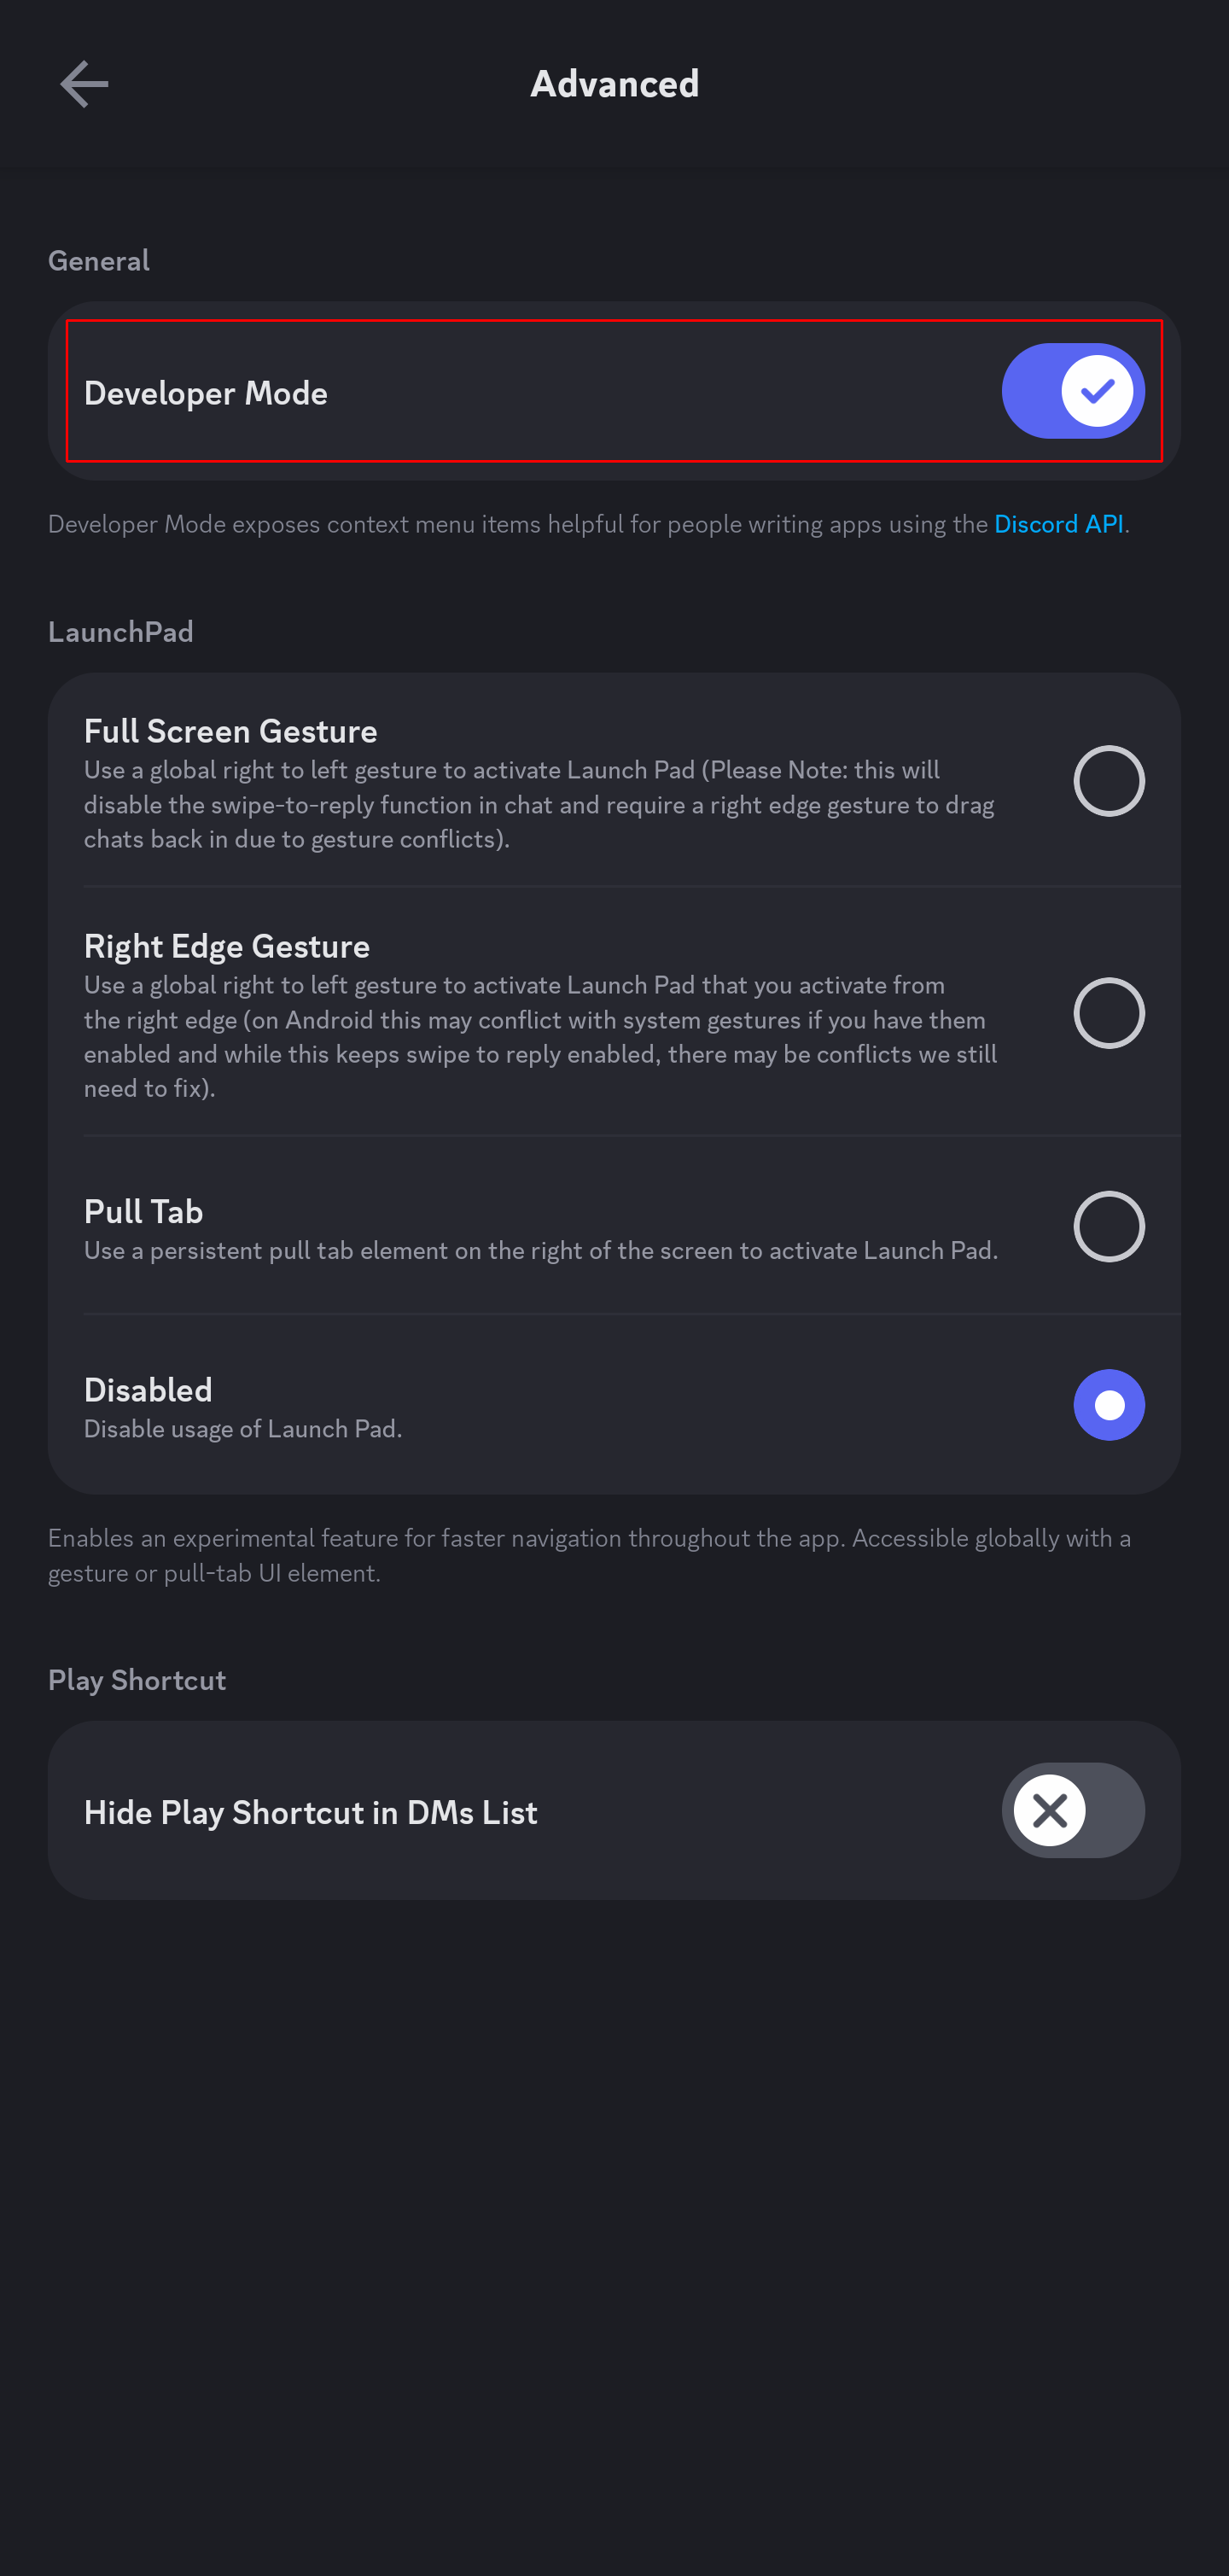 Advanced
General
Developer Mode
Developer Mode exposes context menu items helpful for people writing apps using the Discord API.
LaunchPad
Full Screen Gesture
Use a global right to left gesture to activate Launch Pad (Please Note: this will
disable the swipe-to-reply function in chat and require a right edge gesture to drag
chats back in due to gesture conflicts).
Right Edge Gesture
Use a global right to left gesture to activate Launch Pad that you activate from
the right edge (on Android this may conflict with system gestures if you have them
enabled and while this keeps swipe to reply enabled, there may be conflicts we still
need to fix).
Pull Tab
Use a persistent pull tab element on the right of the screen to activate Launch Pad.
Disabled
Disable usage of Launch Pad.
Enables an experimental feature for faster navigation throughout the app. Accessible globally with a
gesture or pull-tab UI element.
Play Shortcut
Hide Play Shortcut in DMs List